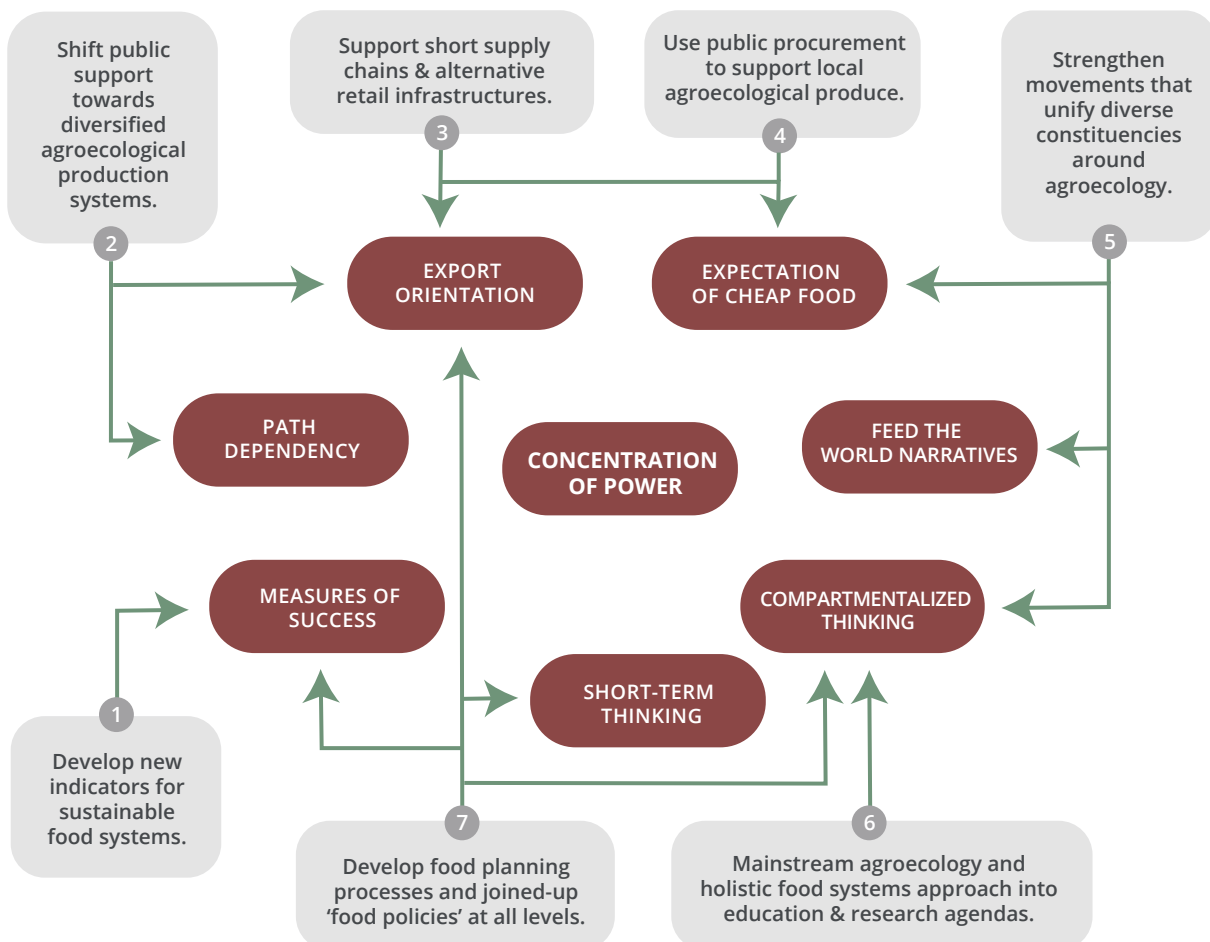 Shift public
support
towards
diversified
agroecological
production
systems.
2
Support short supply
chains & alternative
retail infrastructures.
3
Use public procurement
to support local
agroecological produce.
4
Strengthen
movements that
unify diverse
constituencies
around
agroecology.
5
EXPORT
ORIENTATION
EXPECTATION
OF CHEAP FOOD
PATH
DEPENDENCY
CONCENTRATION
OF POWER
FEED THE
WORLD NARRATIVES
MEASURES OF
SUCCESS
COMPARTMENTALIZED
THINKING
SHORT-TERM
THINKING
1
Develop new
indicators for
sustainable
food systems.
7
Develop food planning
processes and joined-up
‘food policies’ at all levels.
6
Mainstream agroecology and
holistic food systems approach into
education & research agendas.